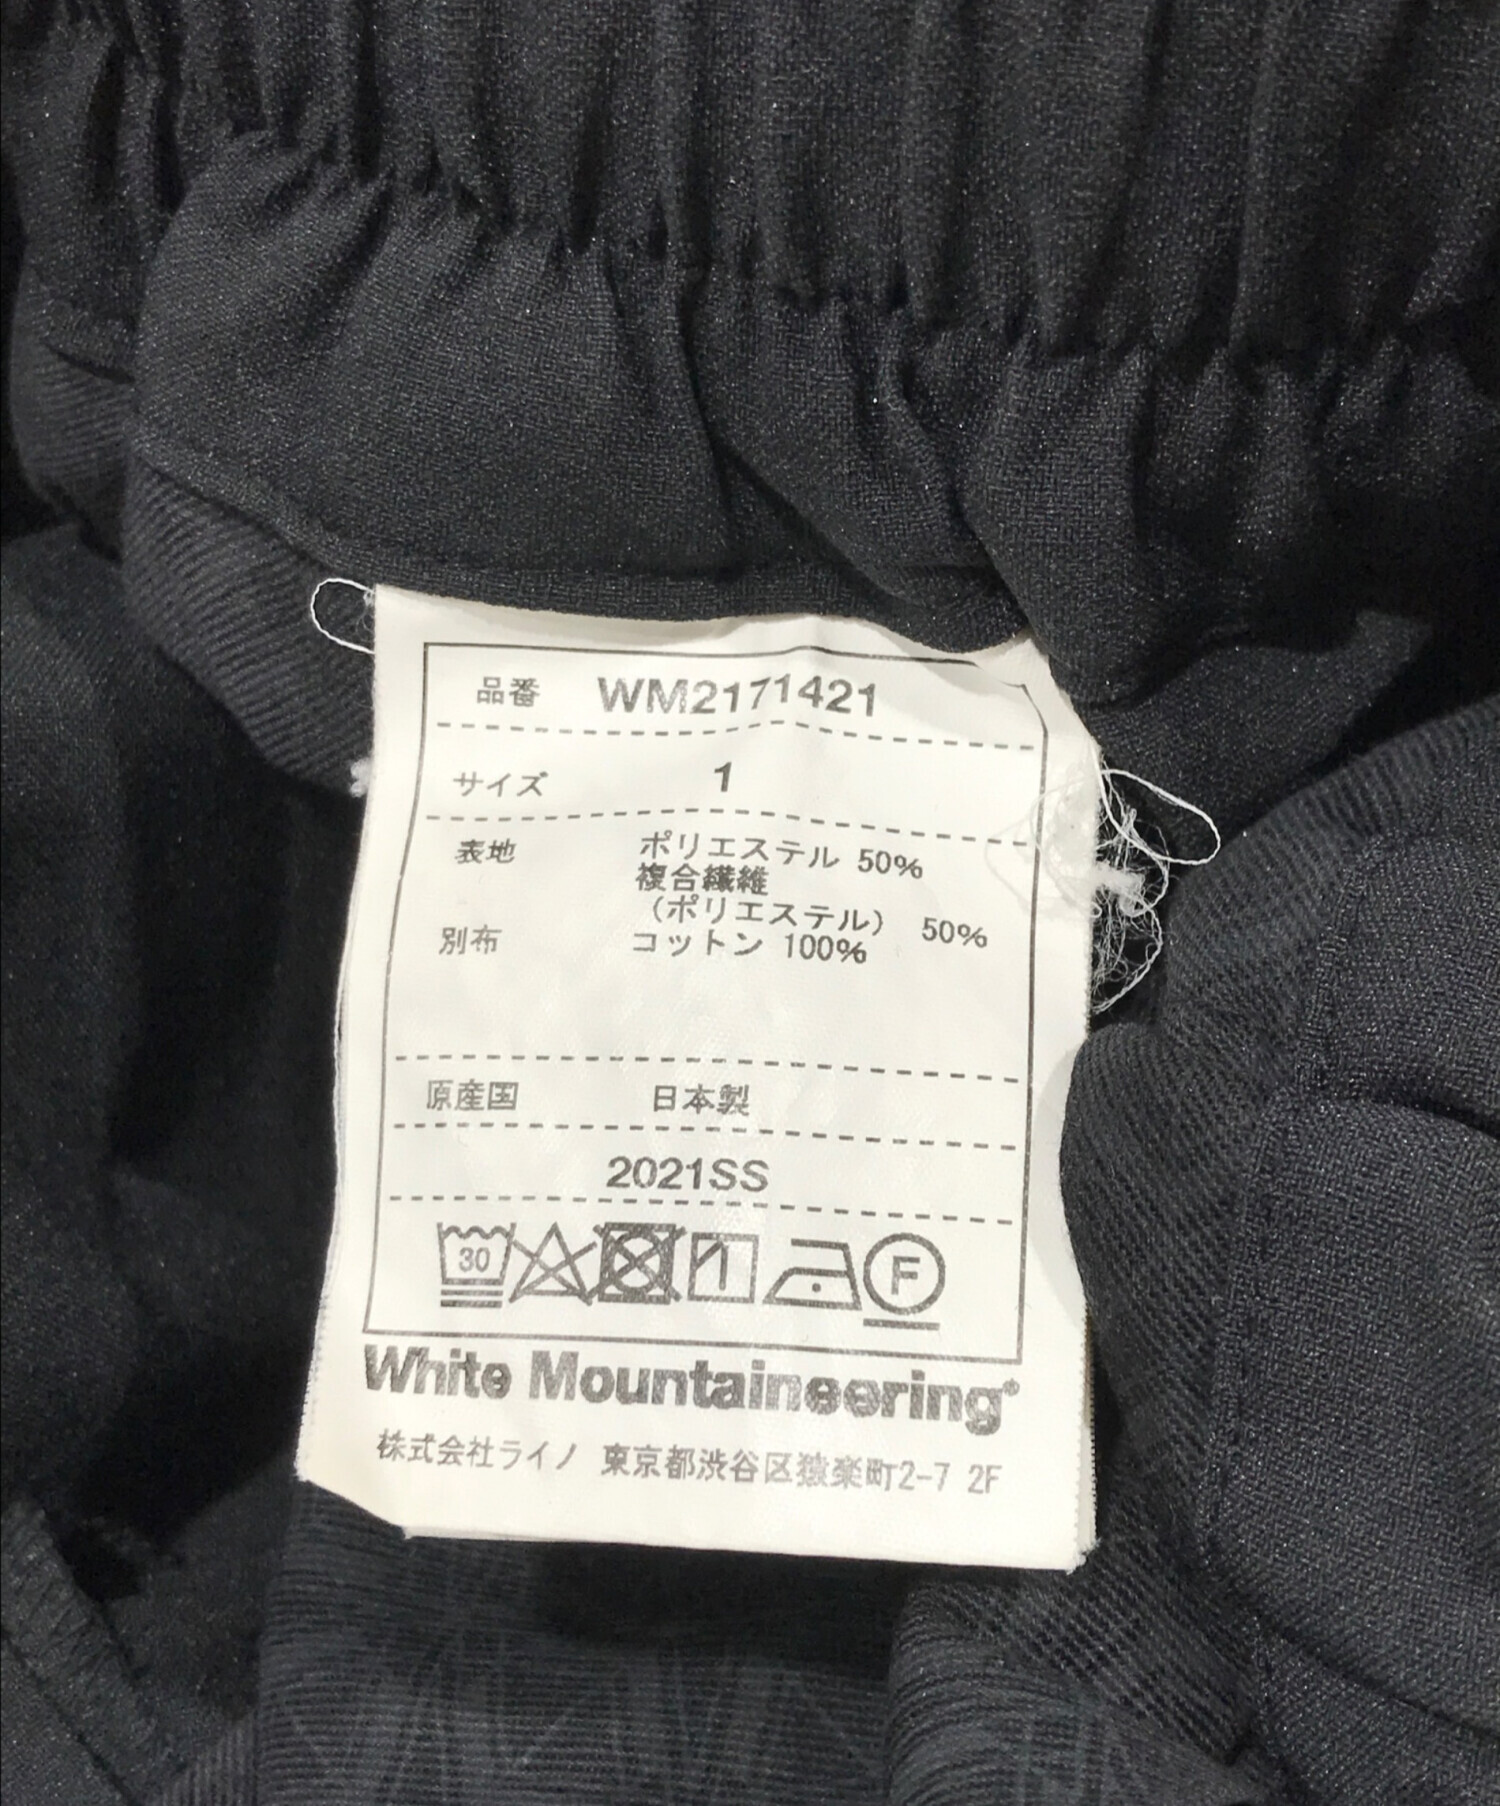 品番 WM2171421
サイズ 1
表地 ポリエステル 50%
複合繊維
（ポリエステル） 50%
別布 コットン 100%
原産国 日本製
2021SS
30 F
White Mountaineering®
株式会社ライノ 東京都渋谷区猿楽町2-7 2F